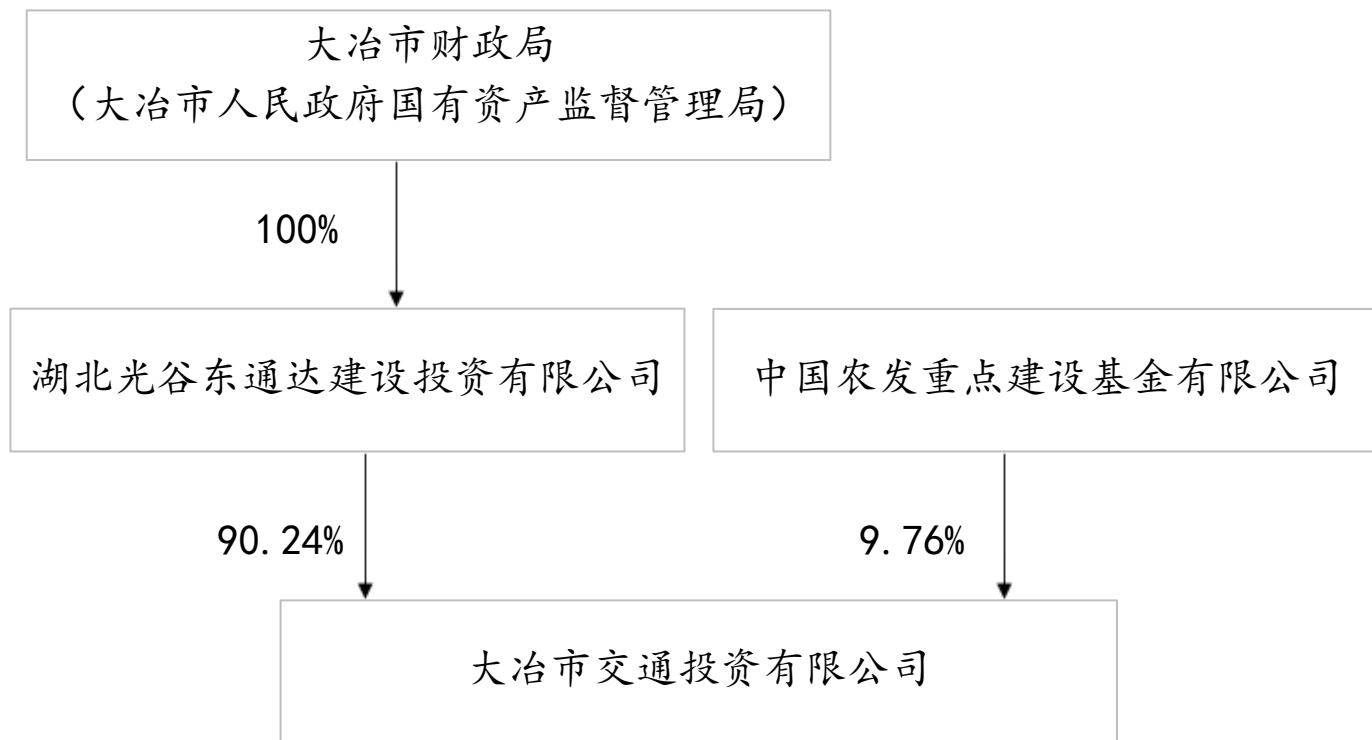 大冶市财政局
（大冶市人民政府国有资产监督管理局）
100%
湖北光谷东通达建设投资有限公司
中国农发重点建设基金有限公司
90.24%
9.76%
大冶市交通投资有限公司